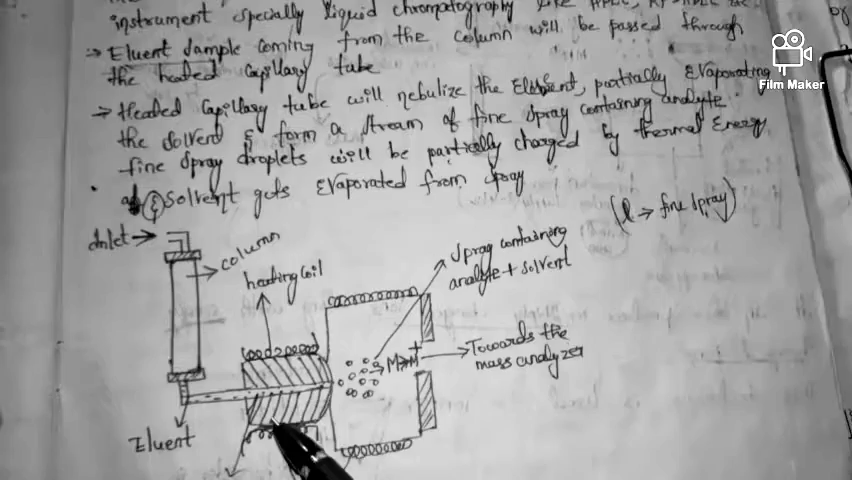 instrument especially liquid chromatography like HPLC,
→ Eluent sample coming from the column will be passed through
the heated capillary tube
→ Heated capillary tube will nebulize the Eluent, partially Evaporating
the solvent & form a stream of fine spray containing analyte.
fine spray droplets will be partially charged by thermal Energy
& solvent gets Evaporated from spray
(l → fine spray)
Inlet →
column
heating coil
spray containing
analyte + solvent
M→M+
Towards the
mass analyzer
Eluent
Film Maker